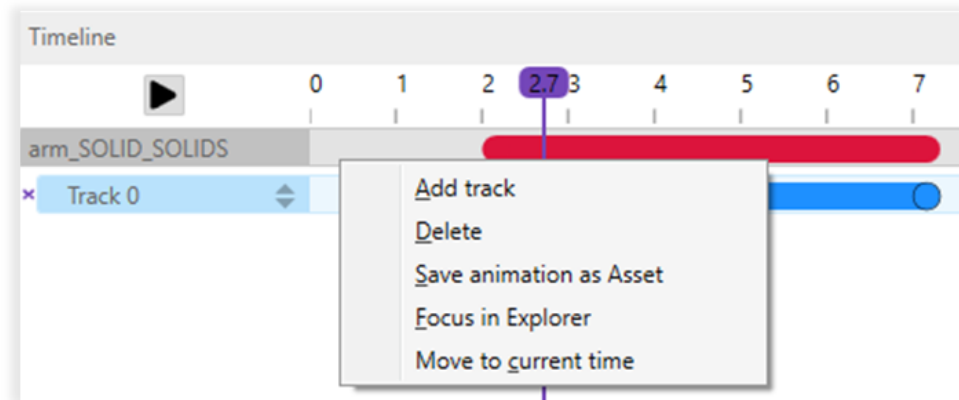 Timeline
0 1 2 2.7 3 4 5 6 7
arm_SOLID_SOLIDS
Track 0
Add track
Delete
Save animation as Asset
Focus in Explorer
Move to current time